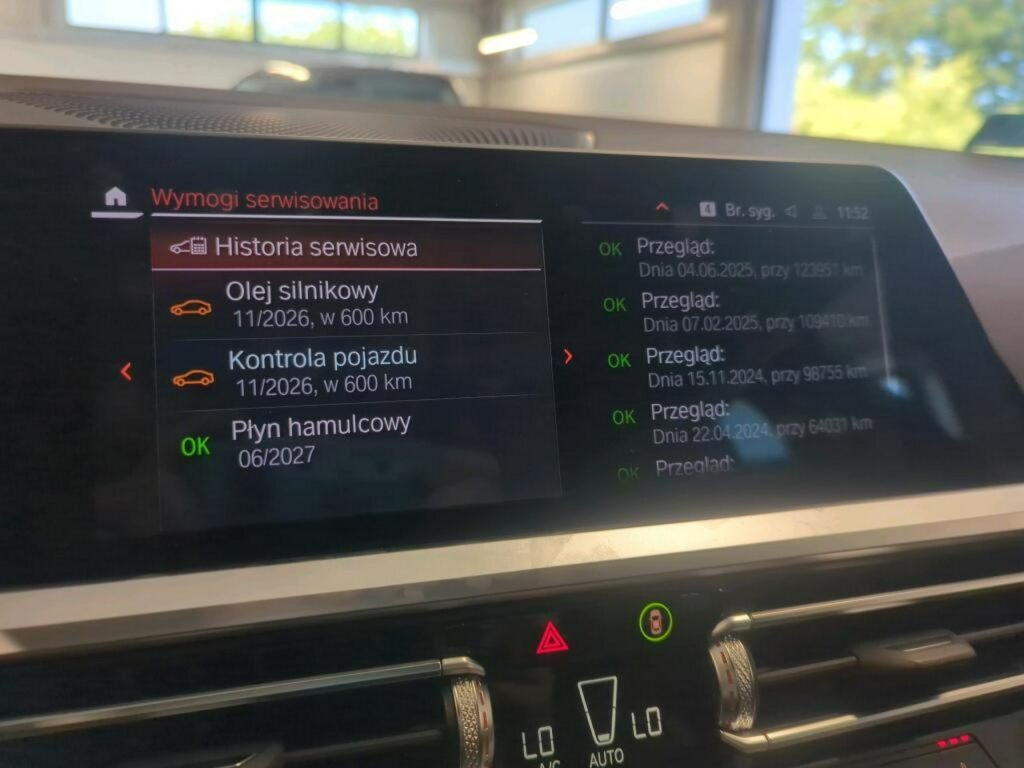 Wymogi serwisowania
Historia serwisowa
Olej silnikowy
11/2026, w 600 km
Kontrola pojazdu
11/2026, w 600 km
OK Płyn hamulcowy
06/2027
4 Br. syg. 11:52
OK Przegląd:
Dnia 04.06.2025, przy 123951 km
OK Przegląd:
Dnia 07.02.2025, przy 109410 km
OK Przegląd:
Dnia 15.11.2024, przy 98755 km
OK Przegląd:
Dnia 22.04.2024, przy 64031 km
OK Przegląd:
LO LO
A/C AUTO